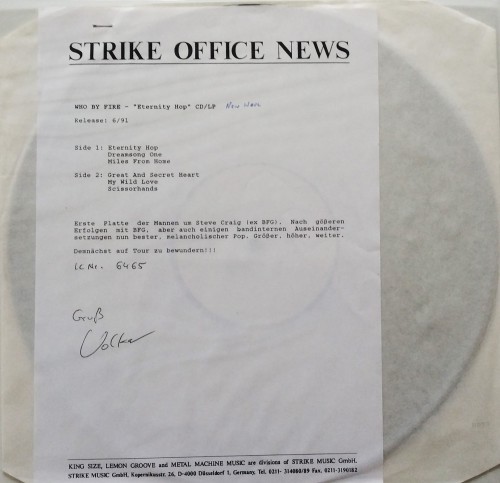 STRIKE OFFICE NEWS
WHO BY FIRE - "Eternity Hop" CD/LP New Wave
Release: 6/91
Side 1: Eternity Hop
Dreamsong One
Miles From Home
Side 2: Great And Secret Heart
My Wild Love
Scissorhands
Erste Platte der Mannen um Steve Craig (ex BFG). Nach gößeren
Erfolgen mit BFG, aber auch einigen bandinternen Auseinander-
setzungen nun bester, melancholischer Pop. Größer, höher, weiter.
Demnächst auf Tour zu bewundern!!!
LC Nr. 6465
Gruß
Volker
KING SIZE, LEMON GROOVE and METAL MACHINE MUSIC are divisions of STRIKE MUSIC GmbH.
STRIKE MUSIC GmbH, Kopernikusstr. 26, D-4000 Düsseldorf 1, Germany, Tel. 0211- 314080/89 Fax. 0211-3190182